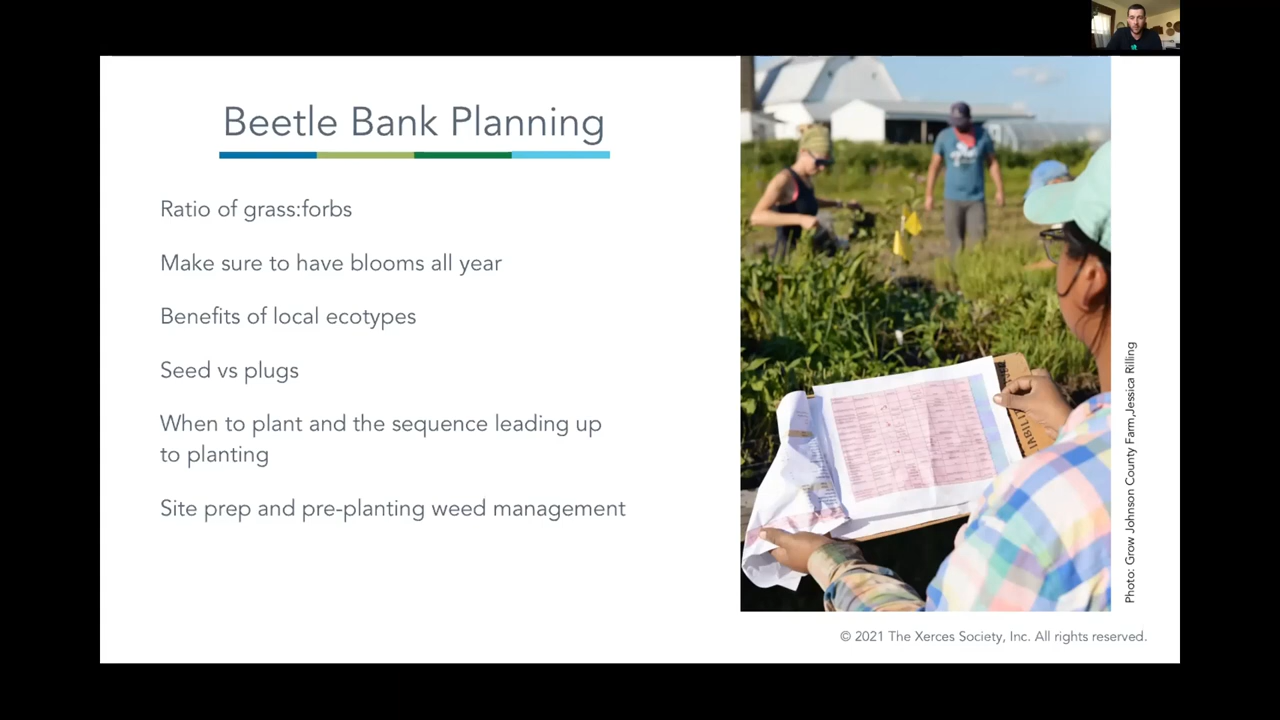 Beetle Bank Planning
Ratio of grass:forbs
Make sure to have blooms all year
Benefits of local ecotypes
Seed vs plugs
When to plant and the sequence leading up
to planting
Site prep and pre-planting weed management
Photo: Grow Johnson County Farm,Jessica Rilling
© 2021 The Xerces Society, Inc. All rights reserved.